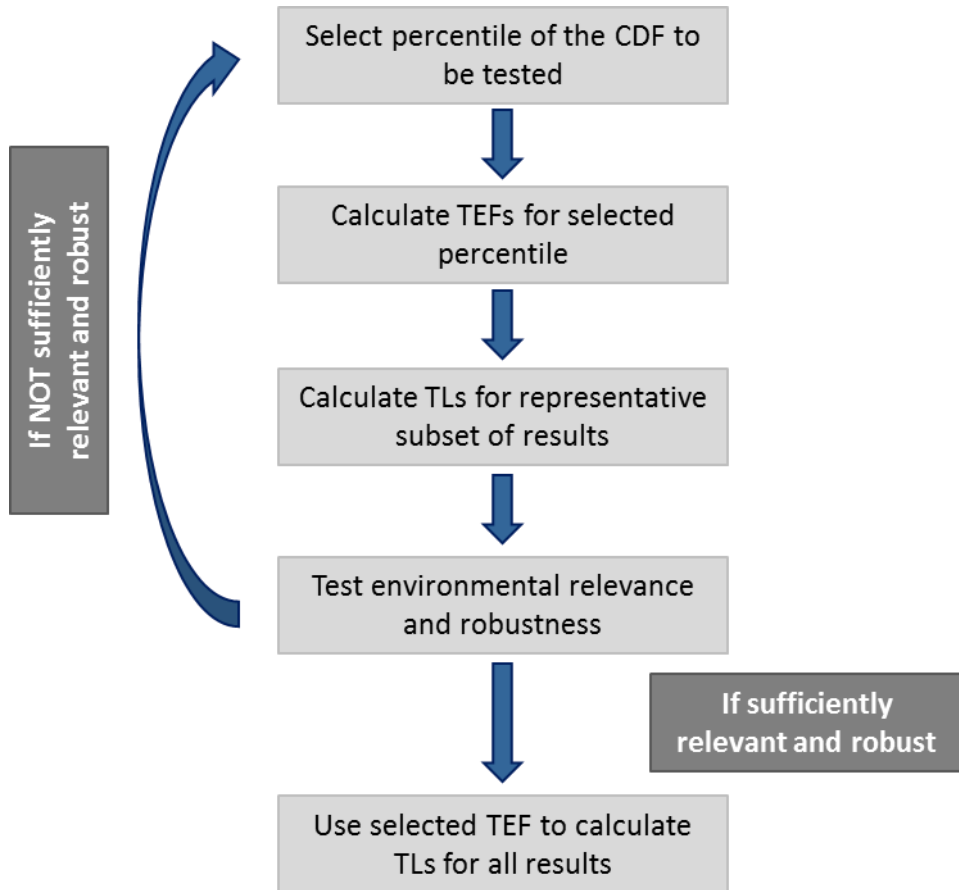 Select percentile of the CDF to
be tested
Calculate TEFs for selected
percentile
Calculate TLs for representative
subset of results
Test environmental relevance
and robustness
If NOT sufficiently
relevant and robust
If sufficiently
relevant and robust
Use selected TEF to calculate
TLs for all results